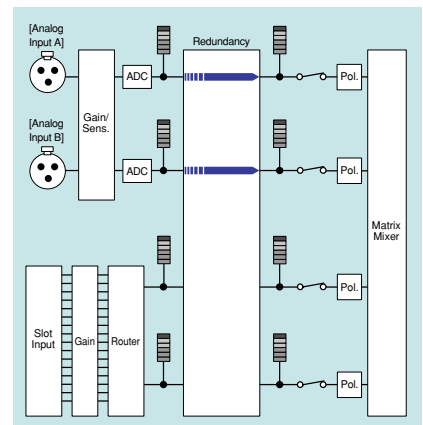 [Analog
Input A]
Redundancy
ADC
Pol.
Gain/
Sens.
[Analog
Input B]
ADC
Pol.
Matrix
Mixer
Pol.
Slot
Input
Gain
Router
Pol.